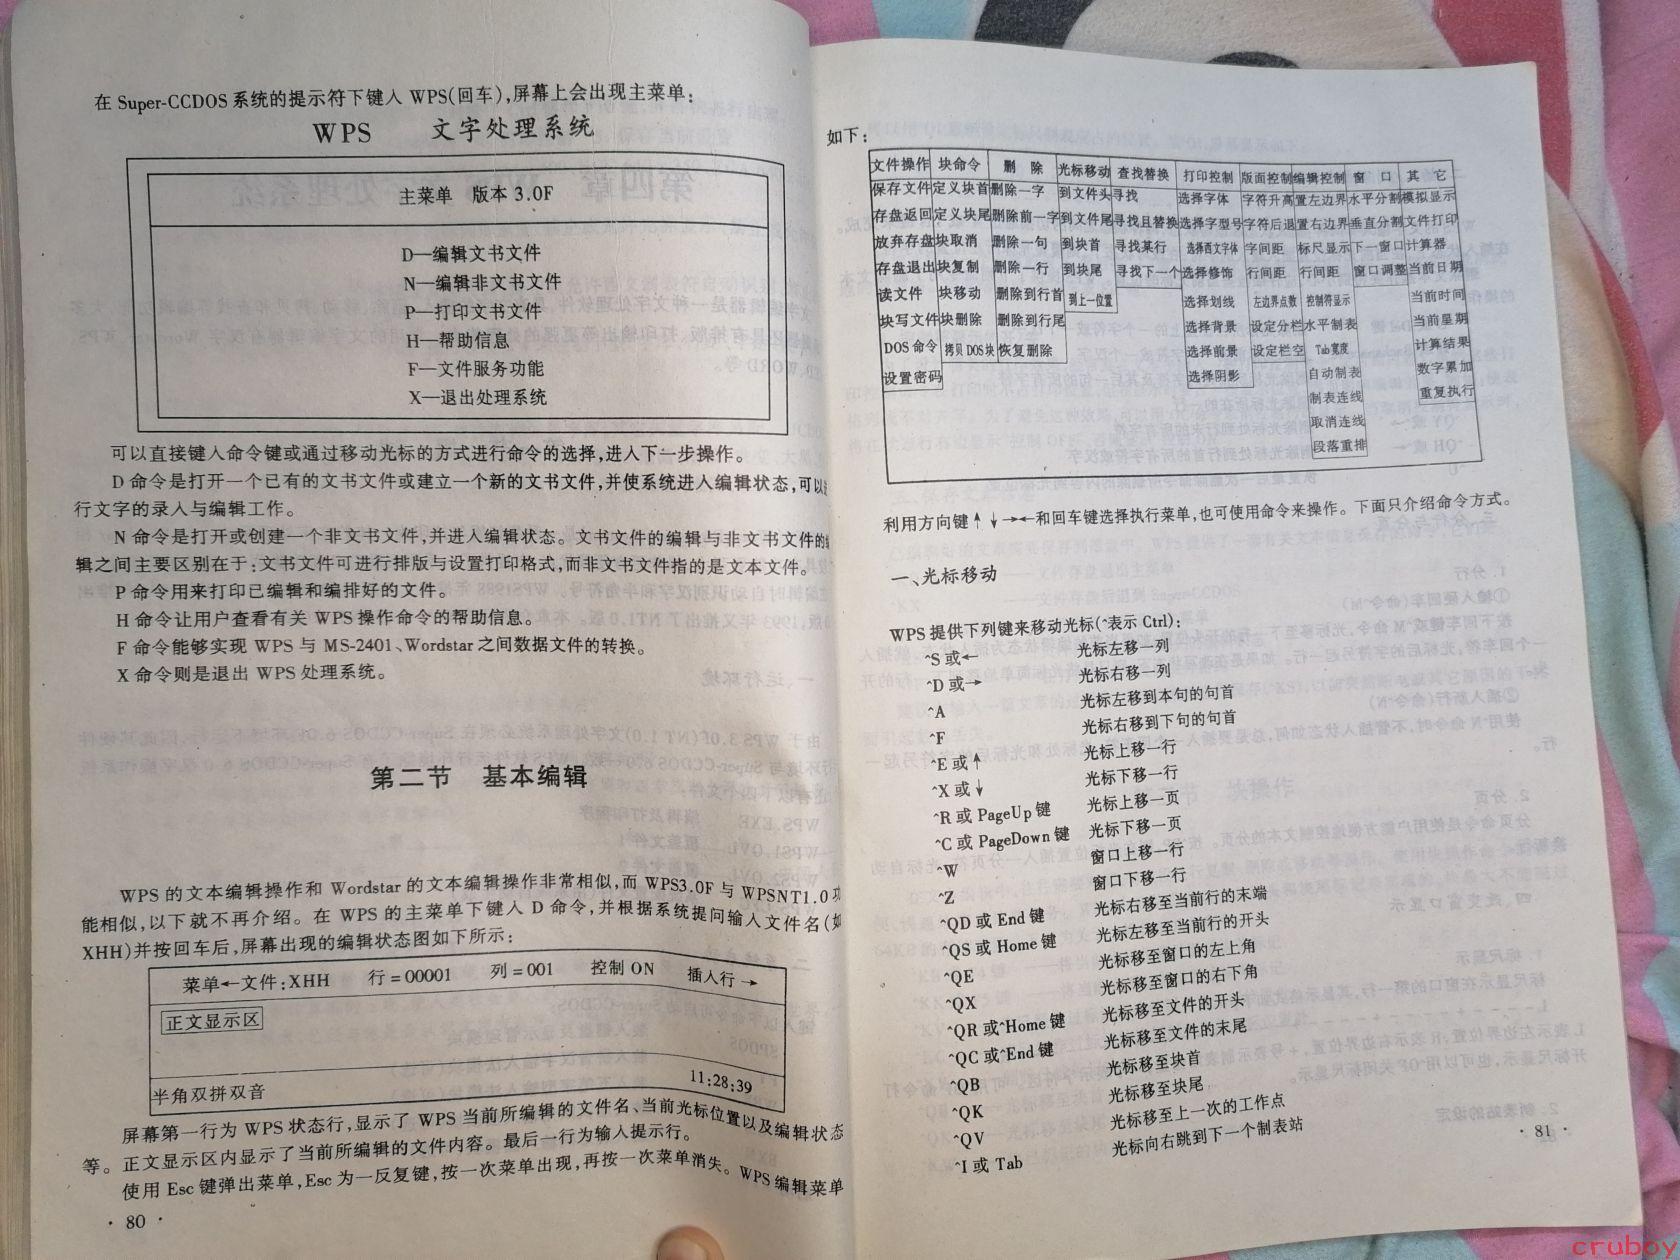 在 Super-CCDOS 系统的提示符下键入 WPS(回车),屏幕上会出现主菜单:
WPS 文字处理系统
主菜单 版本 3.0F
D—编辑文书文件
N—编辑非文书文件
P—打印文书文件
H—帮助信息
F—文件服务功能
X—退出处理系统
可以直接键入命令键或通过移动光标的方式进行命令的选择,进入下一步操作。
D 命令是打开一个已有的文书文件或建立一个新的文书文件,并使系统进入编辑状态,可以
行文字的录入与编辑工作。
N 命令是打开或创建一个非文书文件,并进入编辑状态。文书文件的编辑与非文书文件的
辑之间主要区别在于:文书文件可进行排版与设置打印格式,而非文书文件指的是文本文件。
P 命令用来打印已编辑和编排好的文件。
H 命令让用户查看有关 WPS 操作命令的帮助信息。
F 命令能够实现 WPS 与 MS-2401、Wordstar 之间数据文件的转换。
X 命令则是退出 WPS 处理系统。
第二节 基本编辑
WPS 的文本编辑操作和 Wordstar 的文本编辑操作非常相似,而 WPS3.0F 与 WPSNT1.0 功
能相似,以下就不再介绍。在 WPS 的主菜单下键入 D 命令,并根据系统提问输入文件名(如
XHH)并按回车后,屏幕出现的编辑状态图如下所示:
菜单←文件:XHH 行=00001 列=001 控制 ON 插入行→
正文显示区
11:28:39
半角双拼双音
屏幕第一行为 WPS 状态行,显示了 WPS 当前所编辑的文件名、当前光标位置以及编辑状态
等。正文显示区内显示了当前所编辑的文件内容。最后一行为输入提示行。
使用 Esc 键弹出菜单,Esc 为一反复键,按一次菜单出现,再按一次菜单消失。WPS 编辑菜单
· 80 ·
如下:
文件操作 块命令 删 除 光标移动 查找替换 打印控制 版面控制 编辑控制 窗 口 其 它
保存文件 定义块首 删除一字 到文件头 寻找 选择字体 字符升高 置左边界 水平分割 模拟显示
存盘返回 定义块尾 删除前一字 到文件尾 寻找且替换 选择字型号 字符后退 置右边界 垂直分割 文件打印
放弃存盘 块取消 删除一句 到块首 寻找某行 选择西文字体 字间距 标尺显示 下一窗口 计算器
存盘退出 块复制 删除一行 到块尾 寻找下一个 选择修饰 行间距 行间距 窗口调整 当前日期
读文件 块移动 删除到行首 到上一位置 选择划线 左边界点数 控制符显示 当前时间
块写文件 块删除 删除到行尾 选择背景 设定分栏 水平制表 当前星期
DOS 命令 拷贝 DOS 块 恢复删除 选择前景 设定栏空 Tab宽度 计算结果
设置密码 选择阴影 自动制表 数字累加
制表连线 重复执行
取消连线
段落重排
利用方向键↑↓→←和回车键选择执行菜单,也可使用命令来操作。下面只介绍命令方式。
一、光标移动
WPS 提供下列键来移动光标(^表示 Ctrl):
^S 或← 光标左移一列
^D 或→ 光标右移一列
^A 光标左移到本句的句首
^F 光标右移到下句的句首
^E 或↑ 光标上移一行
^X 或↓ 光标下移一行
^R 或 PageUp 键 光标上移一页
^C 或 PageDown 键 光标下移一页
^W 窗口上移一行
^Z 窗口下移一行
^QD 或 End 键 光标右移至当前行的末端
^QS 或 Home 键 光标左移至当前行的开头
^QE 光标移至窗口的左上角
^QX 光标移至窗口的右下角
^QR 或^Home 键 光标移至文件的开头
^QC 或^End 键 光标移至文件的末尾
^QB 光标移至块首
^QK 光标移至块尾
^QV 光标移至上一次的工作点
^I 或 Tab 光标向右跳到下一个制表站
· 81 ·
cruboy